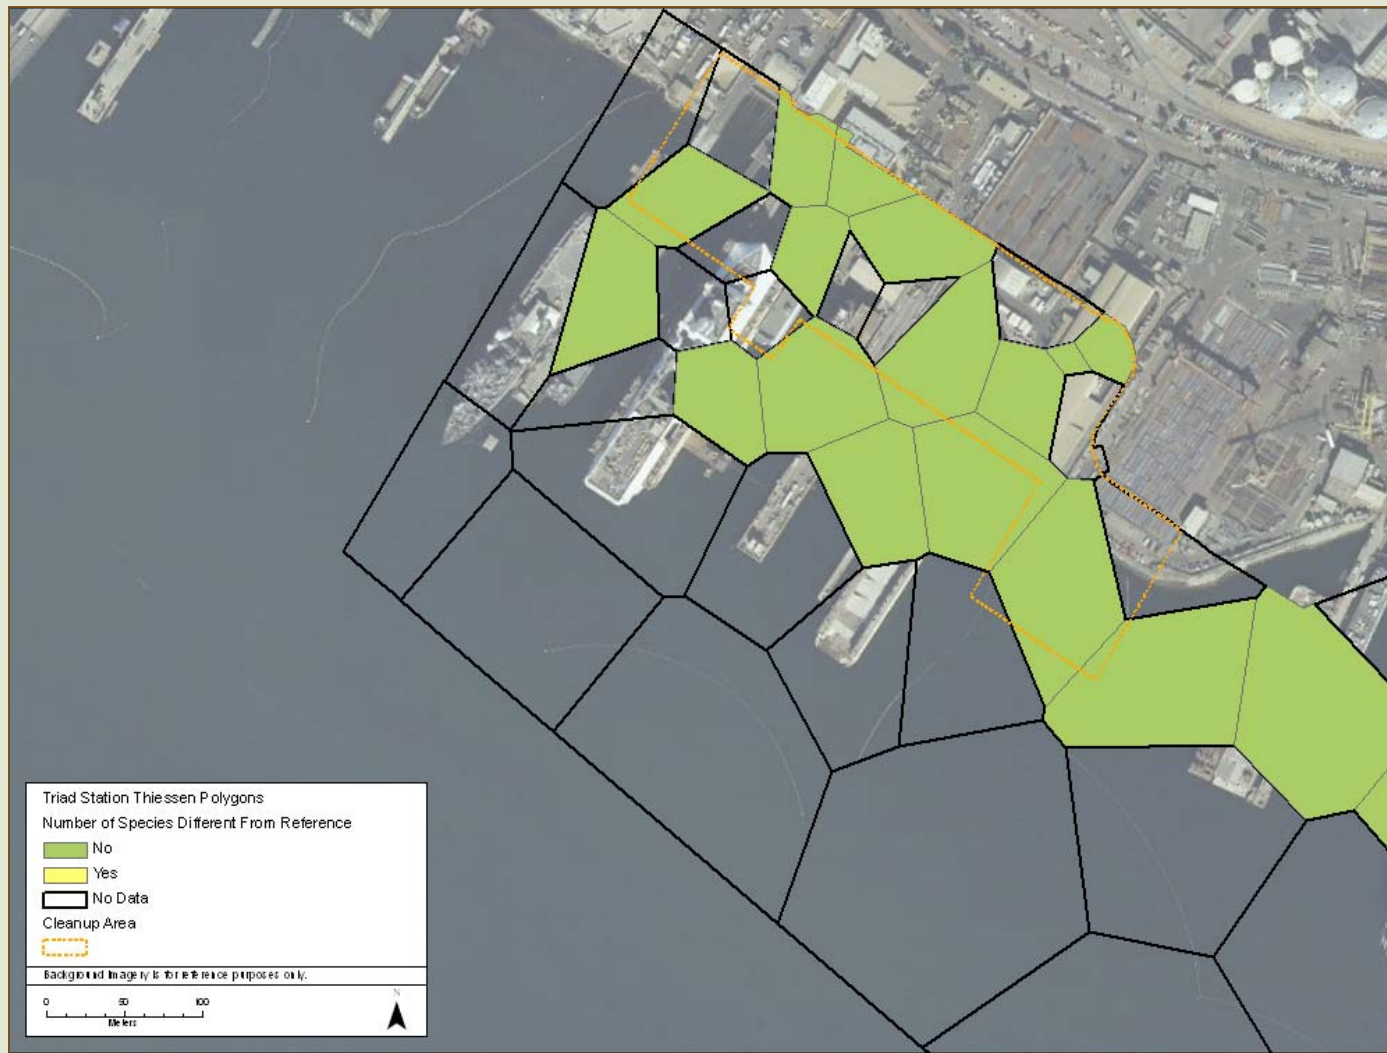 Triad Station Thiessen Polygons
Number of Species Different From Reference
No
Yes
No Data
Cleanup Area
Background Imagery is for reference purposes only.
0 50 100
Meters
N